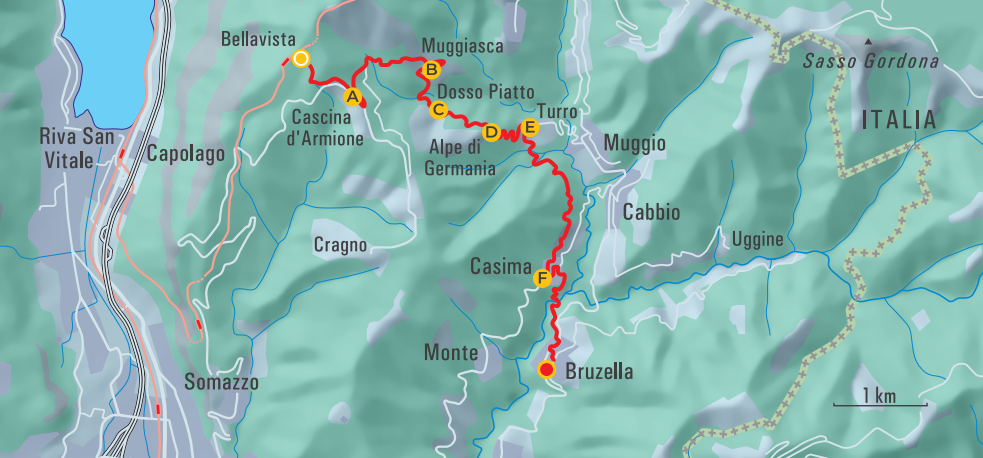 Bellavista
Muggiasca
B
Sasso Gordona
A
Dosso Piatto
C
Turro
ITALIA
Cascina
d'Armione
D
E
Riva San
Vitale
Capolago
Alpe di
Germania
Muggio
Cabbio
Cragno
Uggine
Casima
F
Monte
Bruzella
Somazzo
1 km